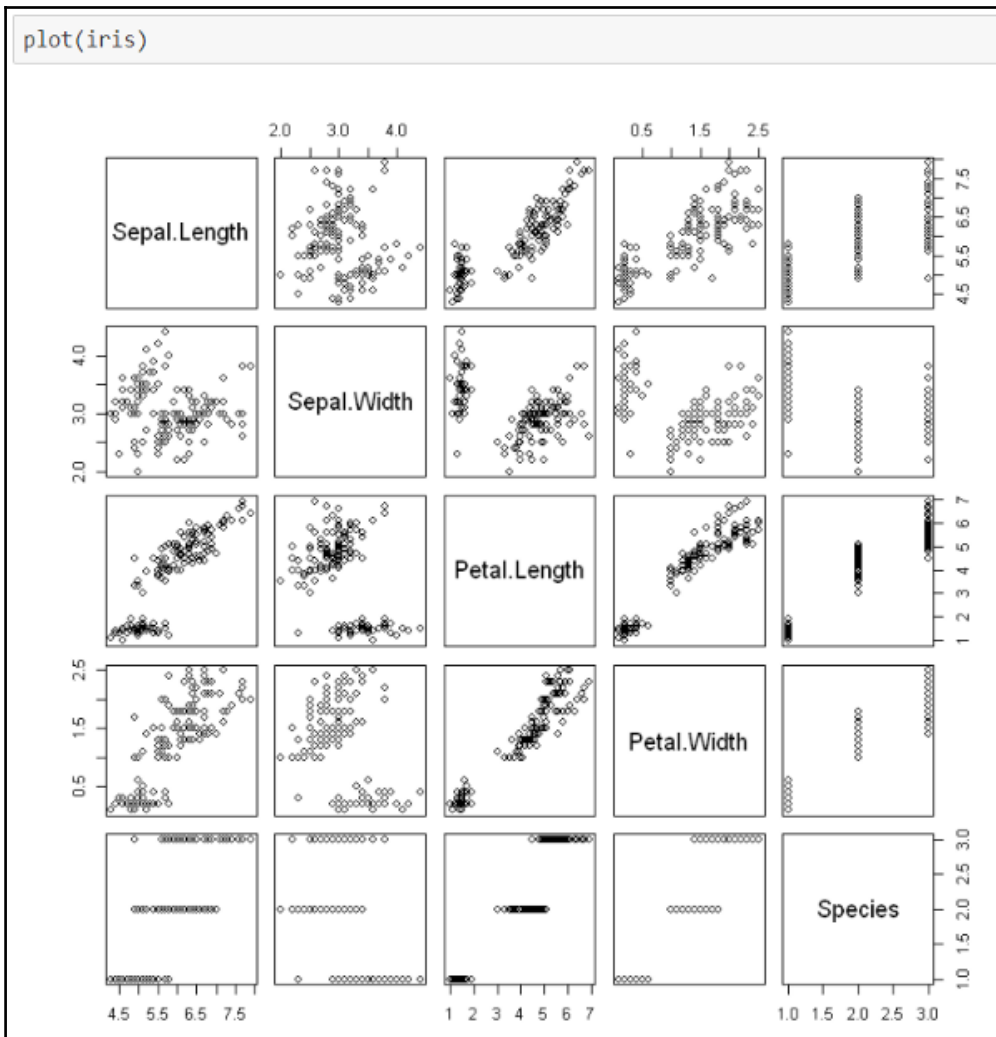 plot(iris)
2.0 3.0 4.0
0.5 1.5 2.5
Sepal.Length
4.5 5.5 6.5 7.5
2.0 3.0 4.0
Sepal.Width
Petal.Length
1 2 3 4 5 6 7
0.5 1.5 2.5
Petal.Width
Species
1.0 1.5 2.0 2.5 3.0
4.5 5.5 6.5 7.5
1 2 3 4 5 6 7
1.0 1.5 2.0 2.5 3.0